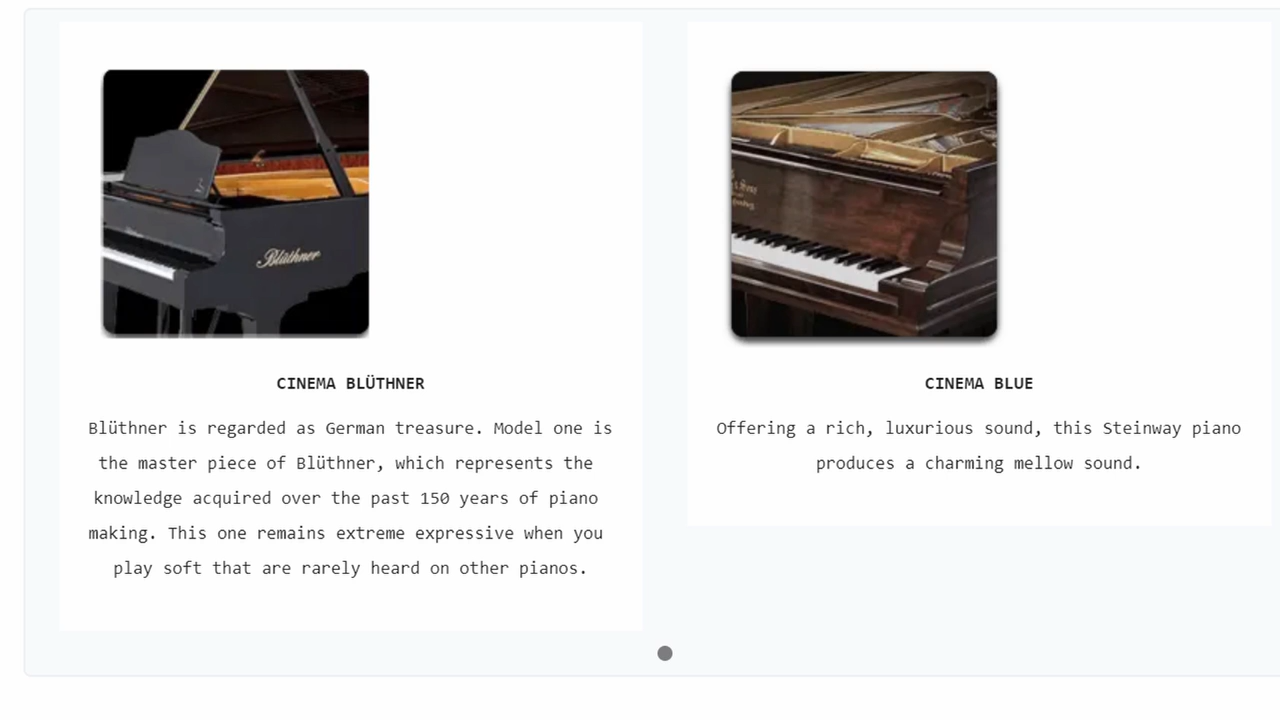 Blüthner
CINEMA BLÜTHNER
Blüthner is regarded as German treasure. Model one is
the master piece of Blüthner, which represents the
knowledge acquired over the past 150 years of piano
making. This one remains extreme expressive when you
play soft that are rarely heard on other pianos.
CINEMA BLUE
Offering a rich, luxurious sound, this Steinway piano
produces a charming mellow sound.